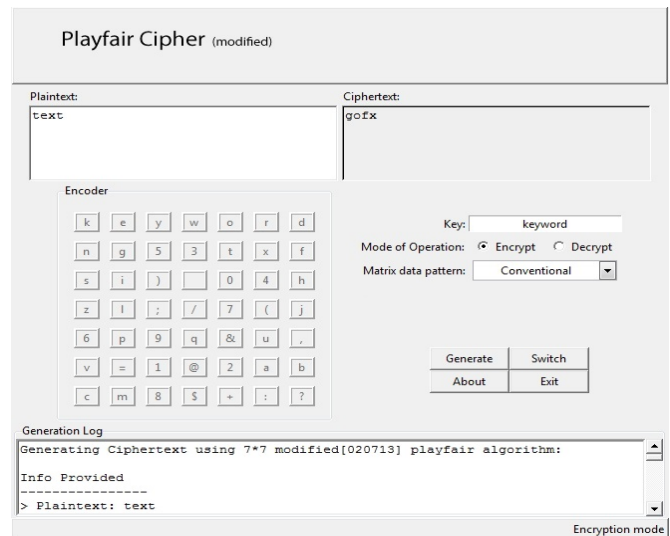 Playfair Cipher (modified)
Plaintext: Ciphertext:
text gofx
Encoder
k e y w o r d
n g 5 3 t x f
s i ) 0 4 h
z l ; / 7 ( j
6 p 9 q & u ,
v = 1 @ 2 a b
c m 8 $ + : ?
Key: keyword
Mode of Operation: Encrypt Decrypt
Matrix data pattern: Conventional
Generate Switch
About Exit
Generation Log
Generating Ciphertext using 7*7 modified[020713] playfair algorithm:
Info Provided
----------------
> Plaintext: text
Encryption mode